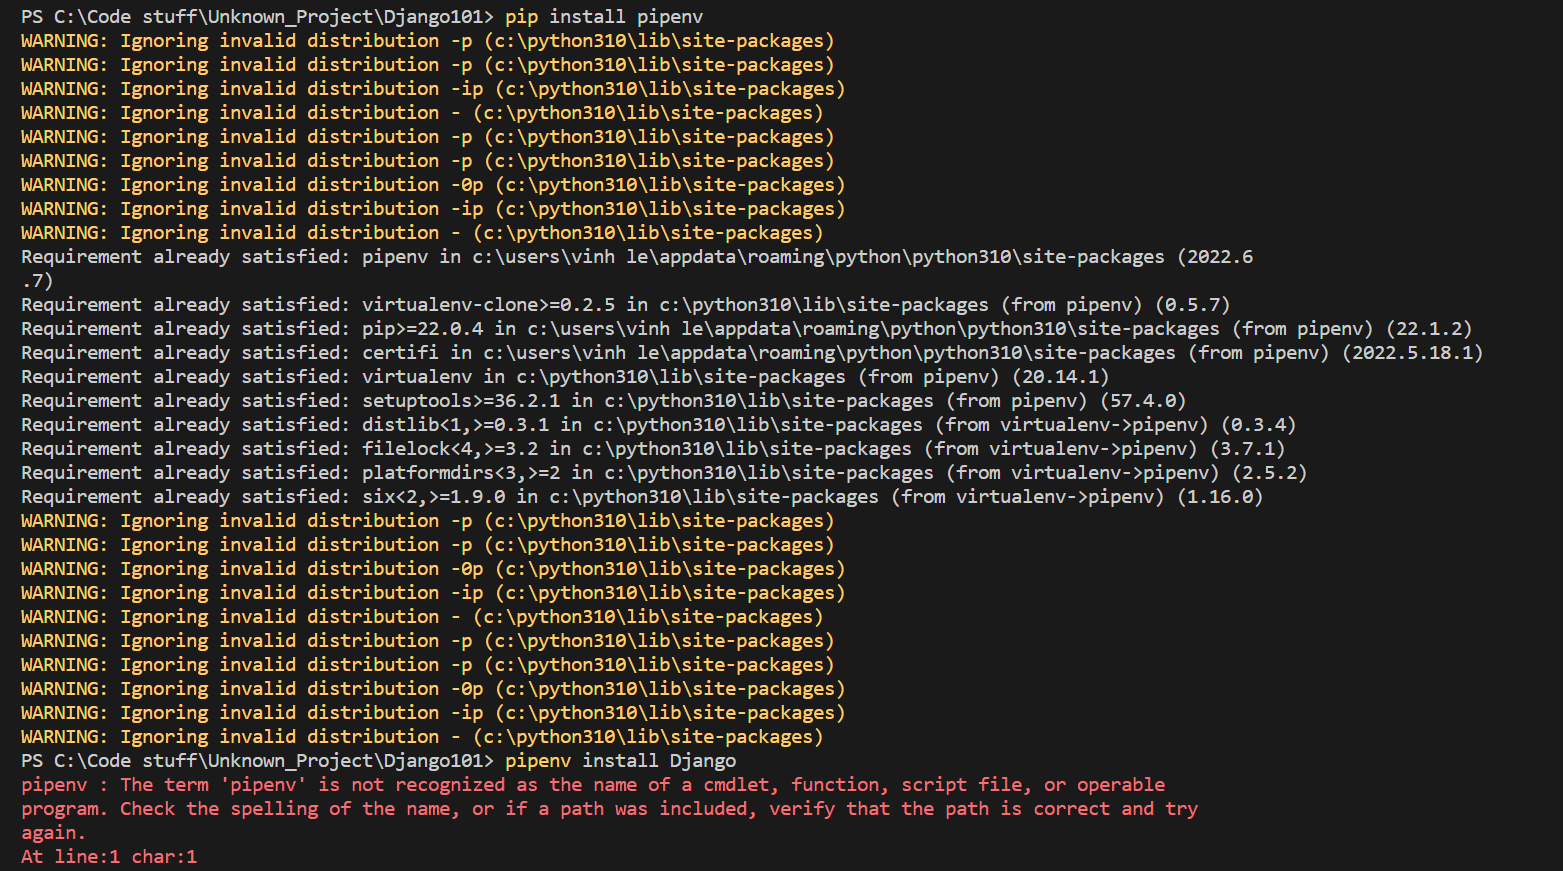 PS C:\Code stuff\Unknown_Project\Django101> pip install pipenv
WARNING: Ignoring invalid distribution -p (c:\python310\lib\site-packages)
WARNING: Ignoring invalid distribution -p (c:\python310\lib\site-packages)
WARNING: Ignoring invalid distribution -ip (c:\python310\lib\site-packages)
WARNING: Ignoring invalid distribution - (c:\python310\lib\site-packages)
WARNING: Ignoring invalid distribution -p (c:\python310\lib\site-packages)
WARNING: Ignoring invalid distribution -p (c:\python310\lib\site-packages)
WARNING: Ignoring invalid distribution -0p (c:\python310\lib\site-packages)
WARNING: Ignoring invalid distribution -ip (c:\python310\lib\site-packages)
WARNING: Ignoring invalid distribution - (c:\python310\lib\site-packages)
Requirement already satisfied: pipenv in c:\users\vinh le\appdata\roaming\python\python310\site-packages (2022.6
.7)
Requirement already satisfied: virtualenv-clone>=0.2.5 in c:\python310\lib\site-packages (from pipenv) (0.5.7)
Requirement already satisfied: pip>=22.0.4 in c:\users\vinh le\appdata\roaming\python\python310\site-packages (from pipenv) (22.1.2)
Requirement already satisfied: certifi in c:\users\vinh le\appdata\roaming\python\python310\site-packages (from pipenv) (2022.5.18.1)
Requirement already satisfied: virtualenv in c:\python310\lib\site-packages (from pipenv) (20.14.1)
Requirement already satisfied: setuptools>=36.2.1 in c:\python310\lib\site-packages (from pipenv) (57.4.0)
Requirement already satisfied: distlib<1,>=0.3.1 in c:\python310\lib\site-packages (from virtualenv->pipenv) (0.3.4)
Requirement already satisfied: filelock<4,>=3.2 in c:\python310\lib\site-packages (from virtualenv->pipenv) (3.7.1)
Requirement already satisfied: platformdirs<3,>=2 in c:\python310\lib\site-packages (from virtualenv->pipenv) (2.5.2)
Requirement already satisfied: six<2,>=1.9.0 in c:\python310\lib\site-packages (from virtualenv->pipenv) (1.16.0)
WARNING: Ignoring invalid distribution -p (c:\python310\lib\site-packages)
WARNING: Ignoring invalid distribution -p (c:\python310\lib\site-packages)
WARNING: Ignoring invalid distribution -0p (c:\python310\lib\site-packages)
WARNING: Ignoring invalid distribution -ip (c:\python310\lib\site-packages)
WARNING: Ignoring invalid distribution - (c:\python310\lib\site-packages)
WARNING: Ignoring invalid distribution -p (c:\python310\lib\site-packages)
WARNING: Ignoring invalid distribution -p (c:\python310\lib\site-packages)
WARNING: Ignoring invalid distribution -0p (c:\python310\lib\site-packages)
WARNING: Ignoring invalid distribution -ip (c:\python310\lib\site-packages)
WARNING: Ignoring invalid distribution - (c:\python310\lib\site-packages)
PS C:\Code stuff\Unknown_Project\Django101> pipenv install Django
pipenv : The term 'pipenv' is not recognized as the name of a cmdlet, function, script file, or operable
program. Check the spelling of the name, or if a path was included, verify that the path is correct and try
again.
At line:1 char:1